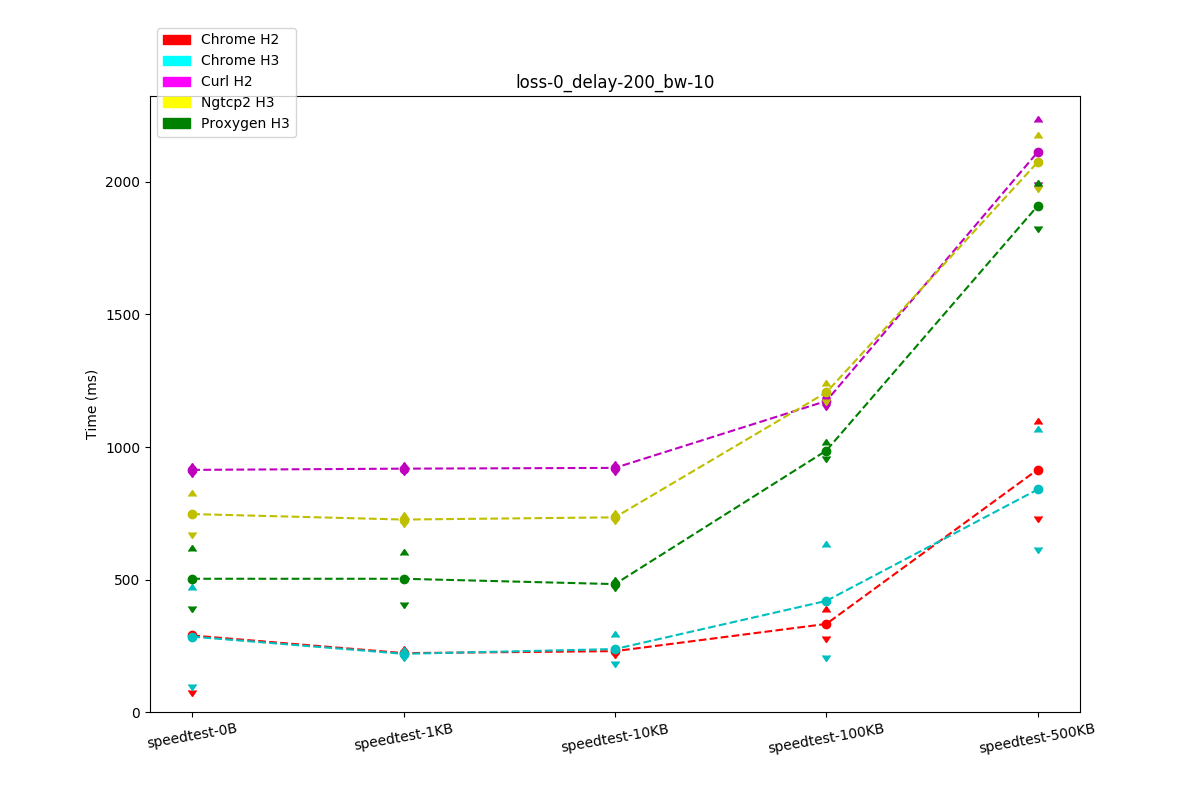 Chrome H2
Chrome H3
Curl H2
Ngtcp2 H3
Proxygen H3
loss-0_delay-200_bw-10
Time (ms)
2000
1500
1000
500
0
speedtest-0B
speedtest-1KB
speedtest-10KB
speedtest-100KB
speedtest-500KB